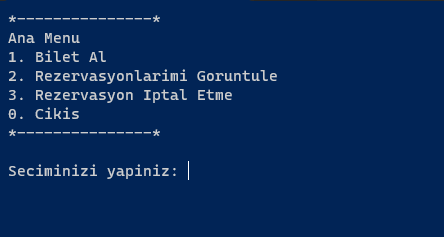 *---------------*
Ana Menu
1. Bilet Al
2. Rezervasyonlarimi Goruntule
3. Rezervasyon Iptal Etme
0. Cikis
*---------------*
Seciminizi yapiniz: